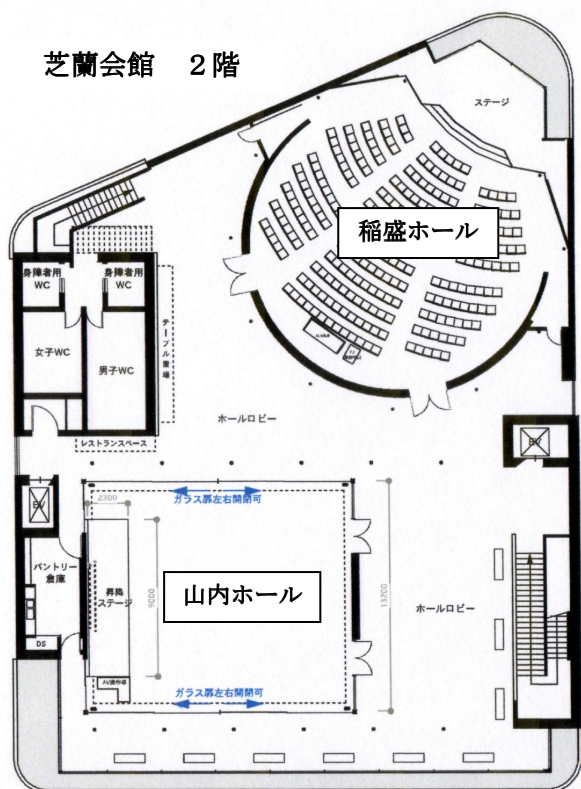 芝蘭会館　２階
ステージ
稲盛ホール
身障者用
WC
身障者用
WC
女子WC
男子WC
テーブル置場
レストランスペース
ホールロビー
EV
EV
ガラス扉左右開閉可
2300
パントリー
倉庫
昇降
ステージ
9000
山内ホール
13200
ホールロビー
DS
AV操作卓
ガラス扉左右開閉可